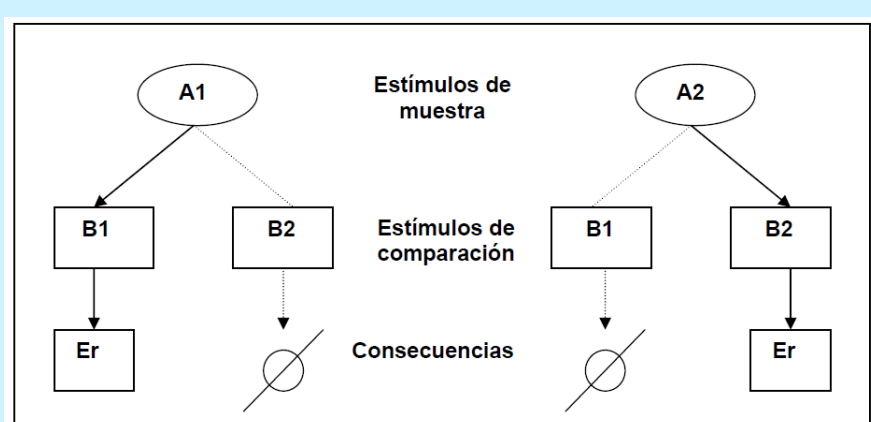 A1
Estímulos de
muestra
A2
B1
B2
Estímulos de
comparación
B1
B2
Er
Consecuencias
Er